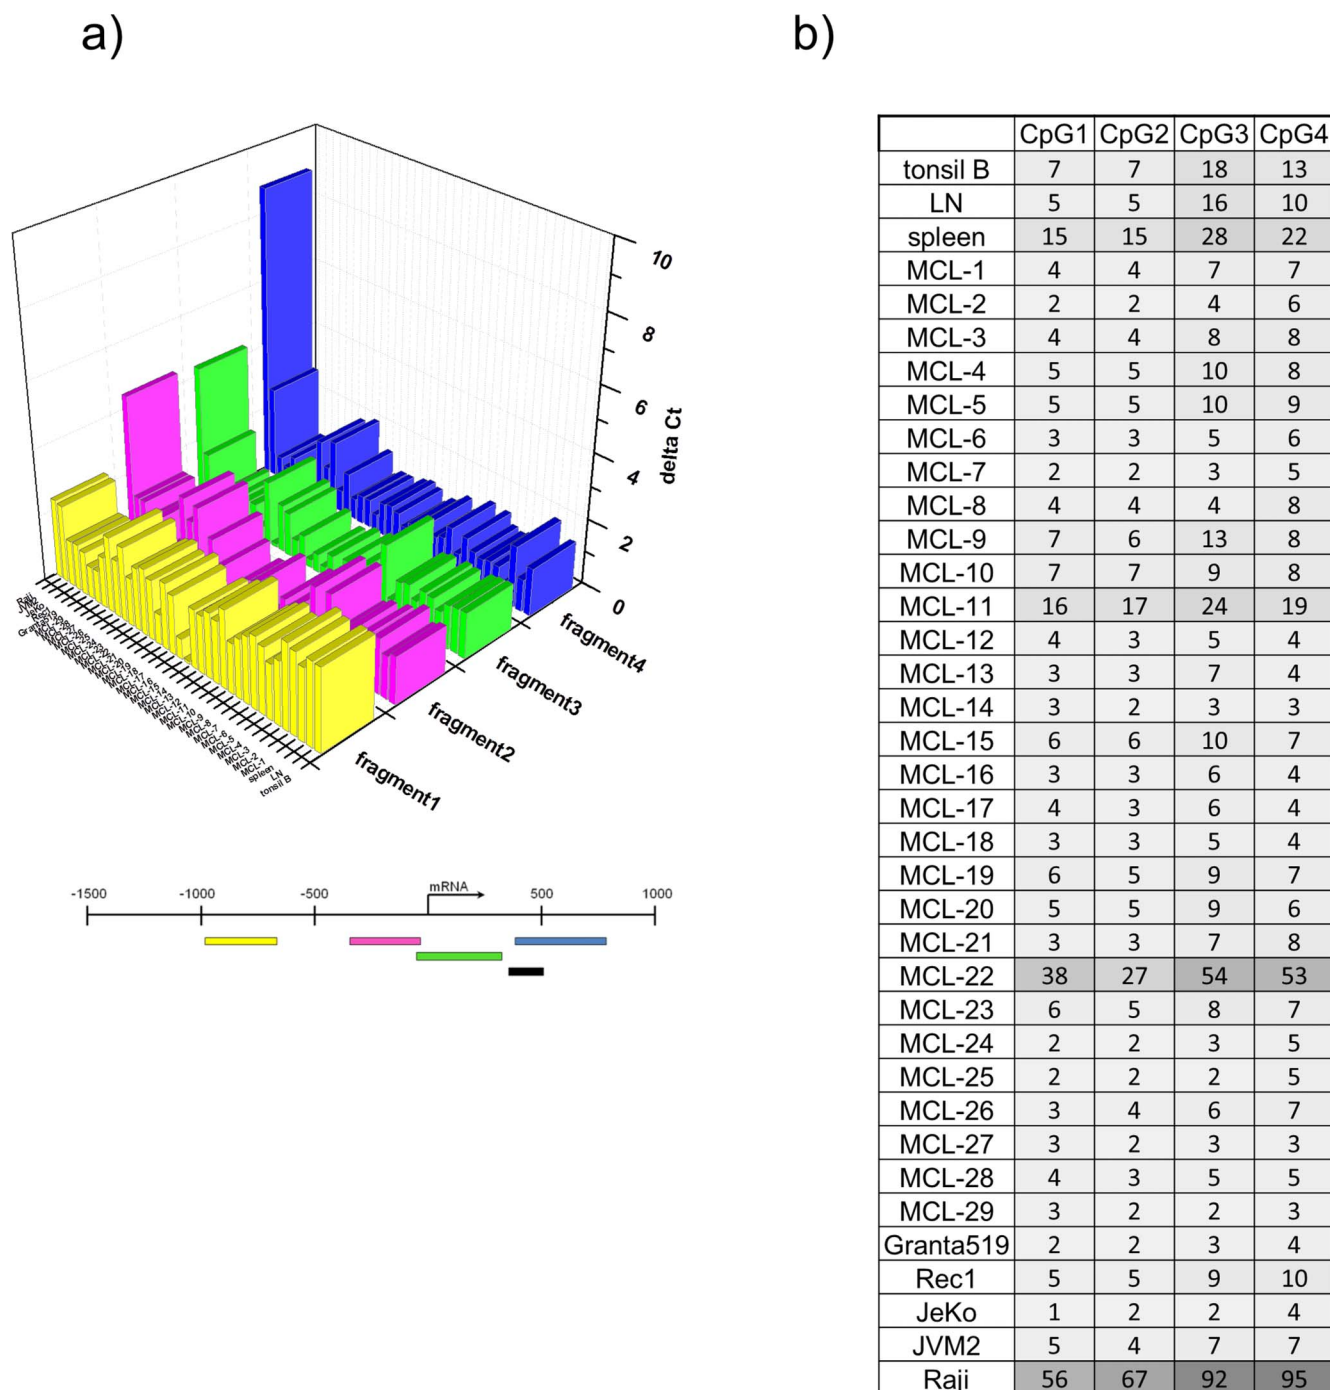 a)
b)
10
8
6
4
2
0
delta Ct
fragment4
fragment3
fragment2
fragment1
MCL-2
MCL-1
spleen
LN
tonsil B
-1500 -1000 -500 mRNA 500 1000
CpG1 CpG2 CpG3 CpG4
tonsil B 7 7 18 13
LN 5 5 16 10
spleen 15 15 28 22
MCL-1 4 4 7 7
MCL-2 2 2 4 6
MCL-3 4 4 8 8
MCL-4 5 5 10 8
MCL-5 5 5 10 9
MCL-6 3 3 5 6
MCL-7 2 2 3 5
MCL-8 4 4 4 8
MCL-9 7 6 13 8
MCL-10 7 7 9 8
MCL-11 16 17 24 19
MCL-12 4 3 5 4
MCL-13 3 3 7 4
MCL-14 3 2 3 3
MCL-15 6 6 10 7
MCL-16 3 3 6 4
MCL-17 4 3 6 4
MCL-18 3 3 5 4
MCL-19 6 5 9 7
MCL-20 5 5 9 6
MCL-21 3 3 7 8
MCL-22 38 27 54 53
MCL-23 6 5 8 7
MCL-24 2 2 3 5
MCL-25 2 2 2 5
MCL-26 3 4 6 7
MCL-27 3 2 3 3
MCL-28 4 3 5 5
MCL-29 3 2 2 3
Granta519 2 2 3 4
Rec1 5 5 9 10
JeKo 1 2 2 4
JVM2 5 4 7 7
Raji 56 67 92 95